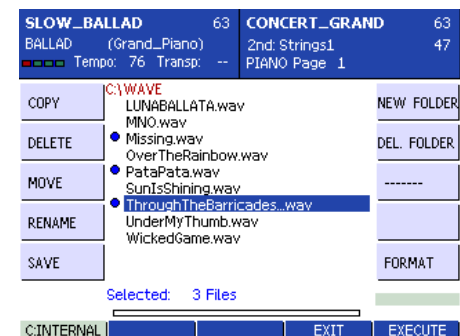 SLOW_BALLAD 63 CONCERT_GRAND 63
BALLAD (Grand_Piano) 2nd: Strings1 47
Tempo: 76 Transp: -- PIANO Page 1
C:\WAVE
COPY LUNABALLATA.wav NEW FOLDER
MNO.wav
DELETE Missing.wav DEL. FOLDER
OverTheRainbow.wav
MOVE PataPata.wav -------
SunIsShining.wav
ThroughTheBarricades...wav
RENAME UnderMyThumb.wav
WickedGame.wav
SAVE FORMAT
Selected: 3 Files
C:INTERNAL EXIT EXECUTE